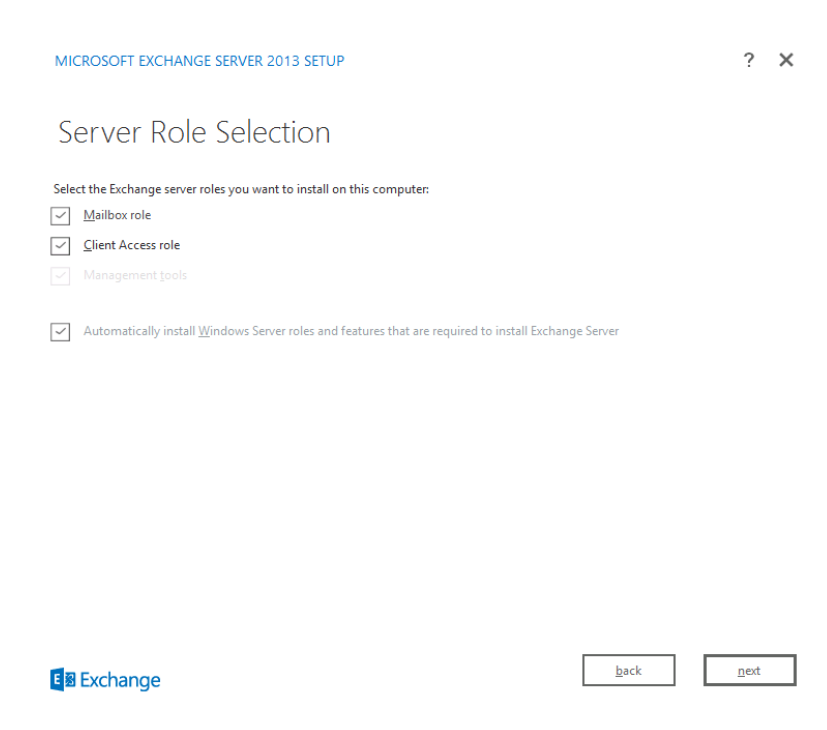 MICROSOFT EXCHANGE SERVER 2013 SETUP
?
Server Role Selection
Select the Exchange server roles you want to install on this computer:
Mailbox role
Client Access role
Management tools
Automatically install Windows Server roles and features that are required to install Exchange Server
back next
Exchange